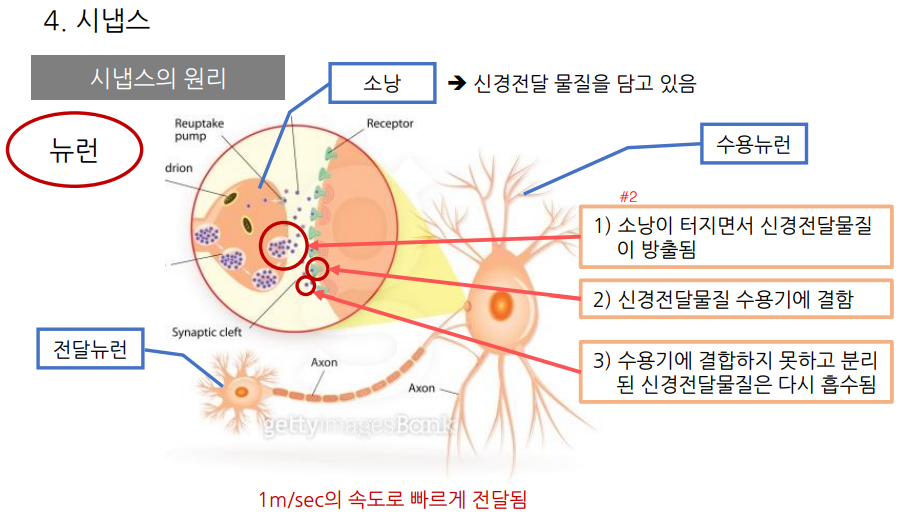 4. 시냅스
시냅스의 원리
소낭
➔ 신경전달 물질을 담고 있음
뉴런
Reuptake
pump
Receptor
drion
수용뉴런
#2
1) 소낭이 터지면서 신경전달물질
이 방출됨
2) 신경전달물질 수용기에 결함
3) 수용기에 결합하지 못하고 분리
된 신경전달물질은 다시 흡수됨
Synaptic cleft
전달뉴런
Axon
Axon
gettyimagesBank
1m/sec의 속도로 빠르게 전달됨